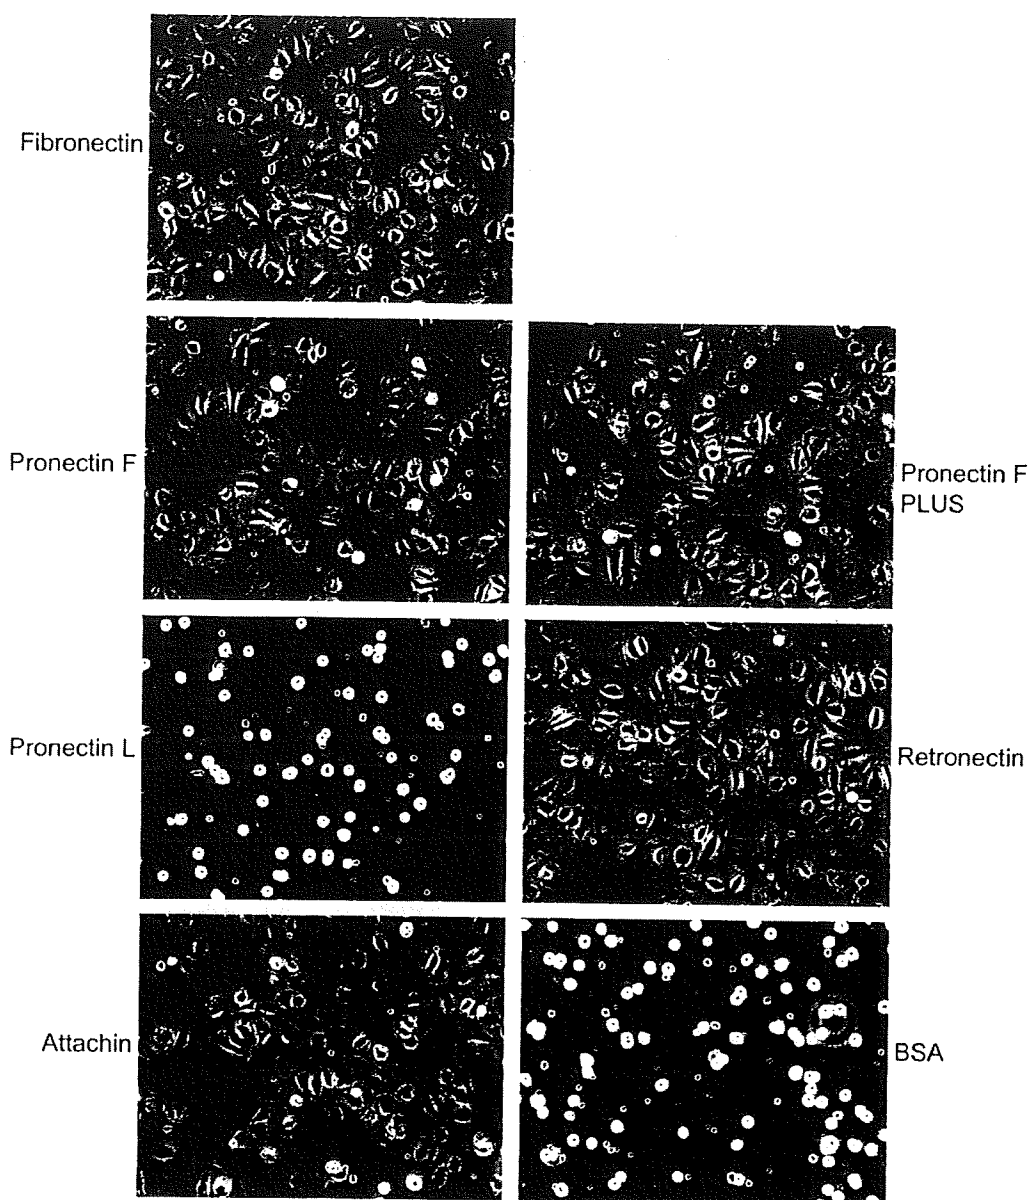 Fibronectin
Pronectin F
Pronectin F
PLUS
Pronectin L
Retronectin
Attachin
BSA